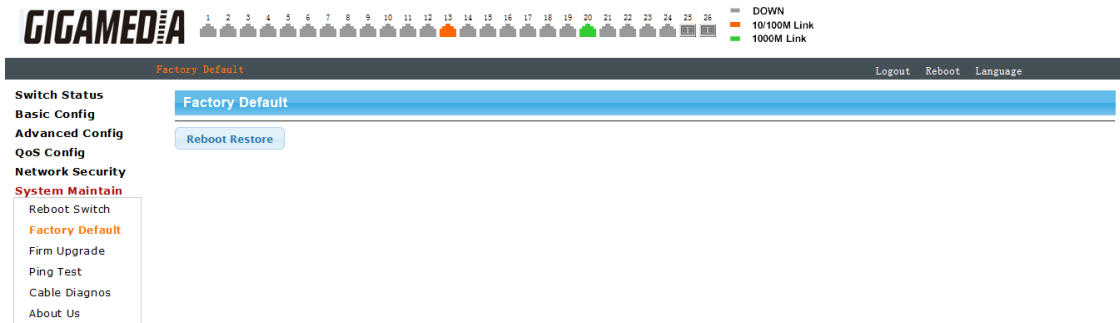 GIGAMEDIA
1 2 3 4 5 6 7 8 9 10 11 12 13 14 15 16 17 18 19 20 21 22 23 24 25 26
DOWN
10/100M Link
1000M Link
Factory Default
Logout Reboot Language
Switch Status
Basic Config
Advanced Config
QoS Config
Network Security
System Maintain
Reboot Switch
Factory Default
Firm Upgrade
Ping Test
Cable Diagnos
About Us
Factory Default
Reboot Restore